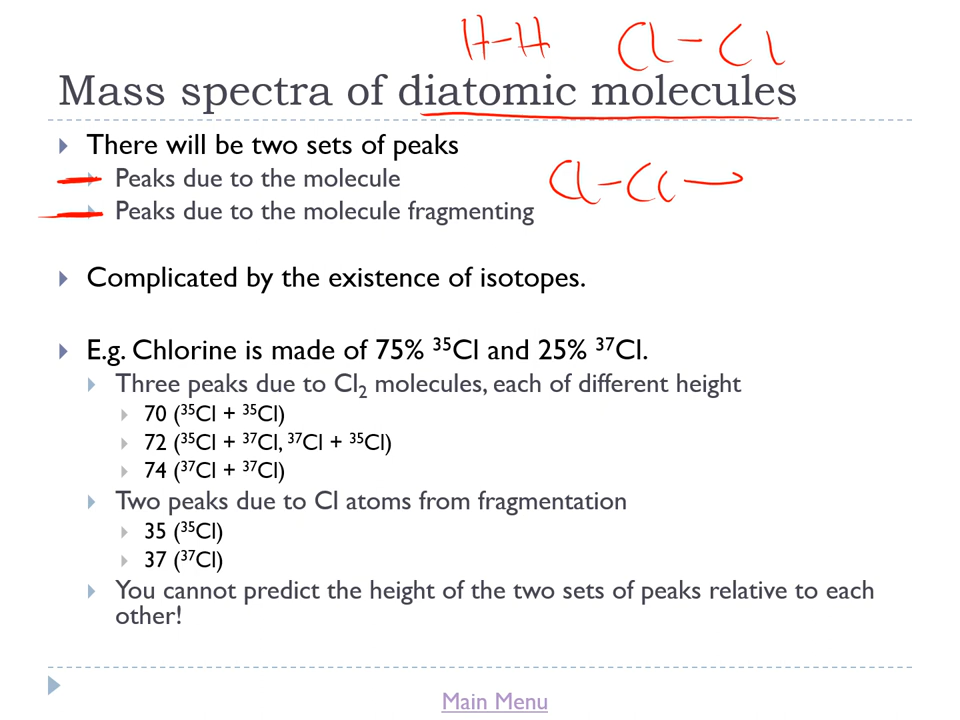 H-H Cl-Cl
Mass spectra of diatomic molecules
There will be two sets of peaks
Peaks due to the molecule
Cl-Cl
Peaks due to the molecule fragmenting
Complicated by the existence of isotopes.
E.g. Chlorine is made of 75% ³⁵Cl and 25% ³⁷Cl.
Three peaks due to Cl₂ molecules, each of different height
70 (³⁵Cl + ³⁵Cl)
72 (³⁵Cl + ³⁷Cl, ³⁷Cl + ³⁵Cl)
74 (³⁷Cl + ³⁷Cl)
Two peaks due to Cl atoms from fragmentation
35 (³⁵Cl)
37 (³⁷Cl)
You cannot predict the height of the two sets of peaks relative to each
other!
Main Menu